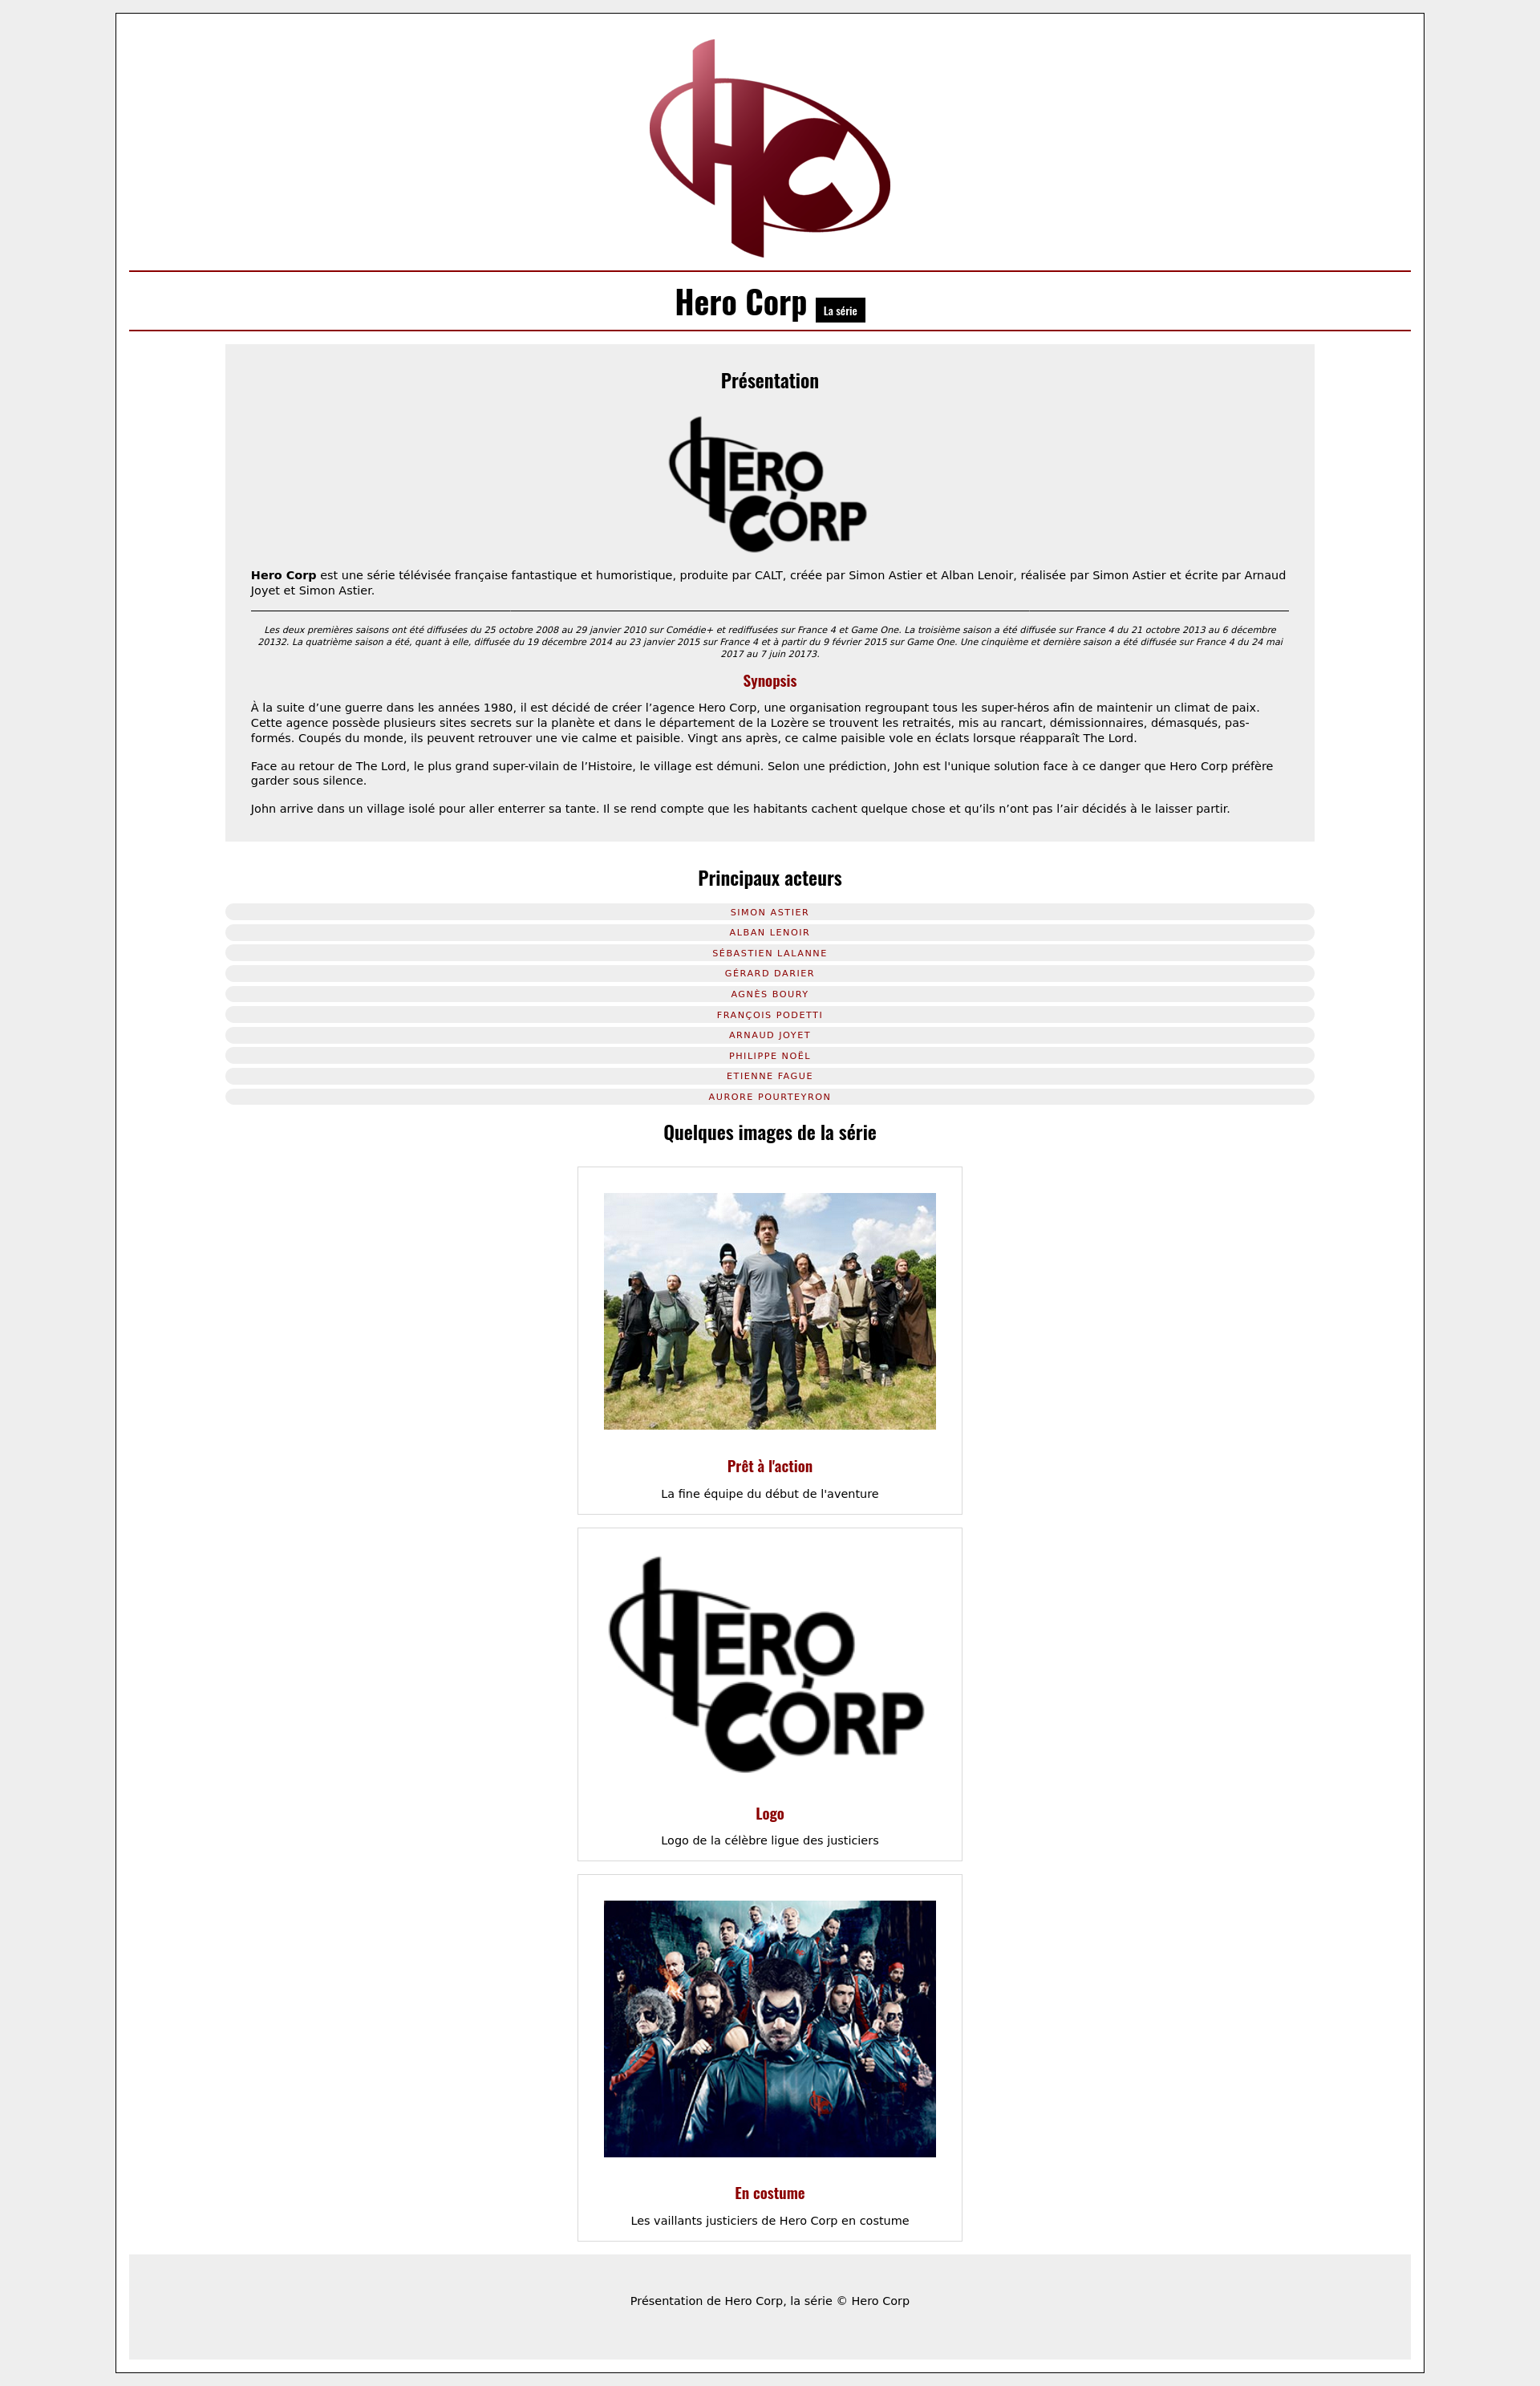 HC
Hero Corp La série
Présentation
HERO
CORP
Hero Corp est une série télévisée française fantastique et humoristique, produite par CALT, créée par Simon Astier et Alban Lenoir, réalisée par Simon Astier et écrite par Arnaud
Joyet et Simon Astier.
Les deux premières saisons ont été diffusées du 25 octobre 2008 au 29 janvier 2010 sur Comédie+ et rediffusées sur France 4 et Game One. La troisième saison a été diffusée sur France 4 du 21 octobre 2013 au 6 décembre
20132. La quatrième saison a été, quant à elle, diffusée du 19 décembre 2014 au 23 janvier 2015 sur France 4 et à partir du 9 février 2015 sur Game One. Une cinquième et dernière saison a été diffusée sur France 4 du 24 mai
2017 au 7 juin 20173.
Synopsis
À la suite d’une guerre dans les années 1980, il est décidé de créer l’agence Hero Corp, une organisation regroupant tous les super-héros afin de maintenir un climat de paix.
Cette agence possède plusieurs sites secrets sur la planète et dans le département de la Lozère se trouvent les retraités, mis au rancart, démissionnaires, démasqués, pas-
formés. Coupés du monde, ils peuvent retrouver une vie calme et paisible. Vingt ans après, ce calme paisible vole en éclats lorsque réapparaît The Lord.
Face au retour de The Lord, le plus grand super-vilain de l’Histoire, le village est démuni. Selon une prédiction, John est l'unique solution face à ce danger que Hero Corp préfère
garder sous silence.
John arrive dans un village isolé pour aller enterrer sa tante. Il se rend compte que les habitants cachent quelque chose et qu’ils n’ont pas l’air décidés à le laisser partir.
Principaux acteurs
SIMON ASTIER
ALBAN LENOIR
SÉBASTIEN LALANNE
GÉRARD DARIER
AGNÈS BOURY
FRANÇOIS PODETTI
ARNAUD JOYET
PHILIPPE NOËL
ETIENNE FAGUE
AURORE POURTEYRON
Quelques images de la série
Prêt à l'action
La fine équipe du début de l'aventure
HERO
CORP
Logo
Logo de la célèbre ligue des justiciers
HC
En costume
Les vaillants justiciers de Hero Corp en costume
Présentation de Hero Corp, la série © Hero Corp